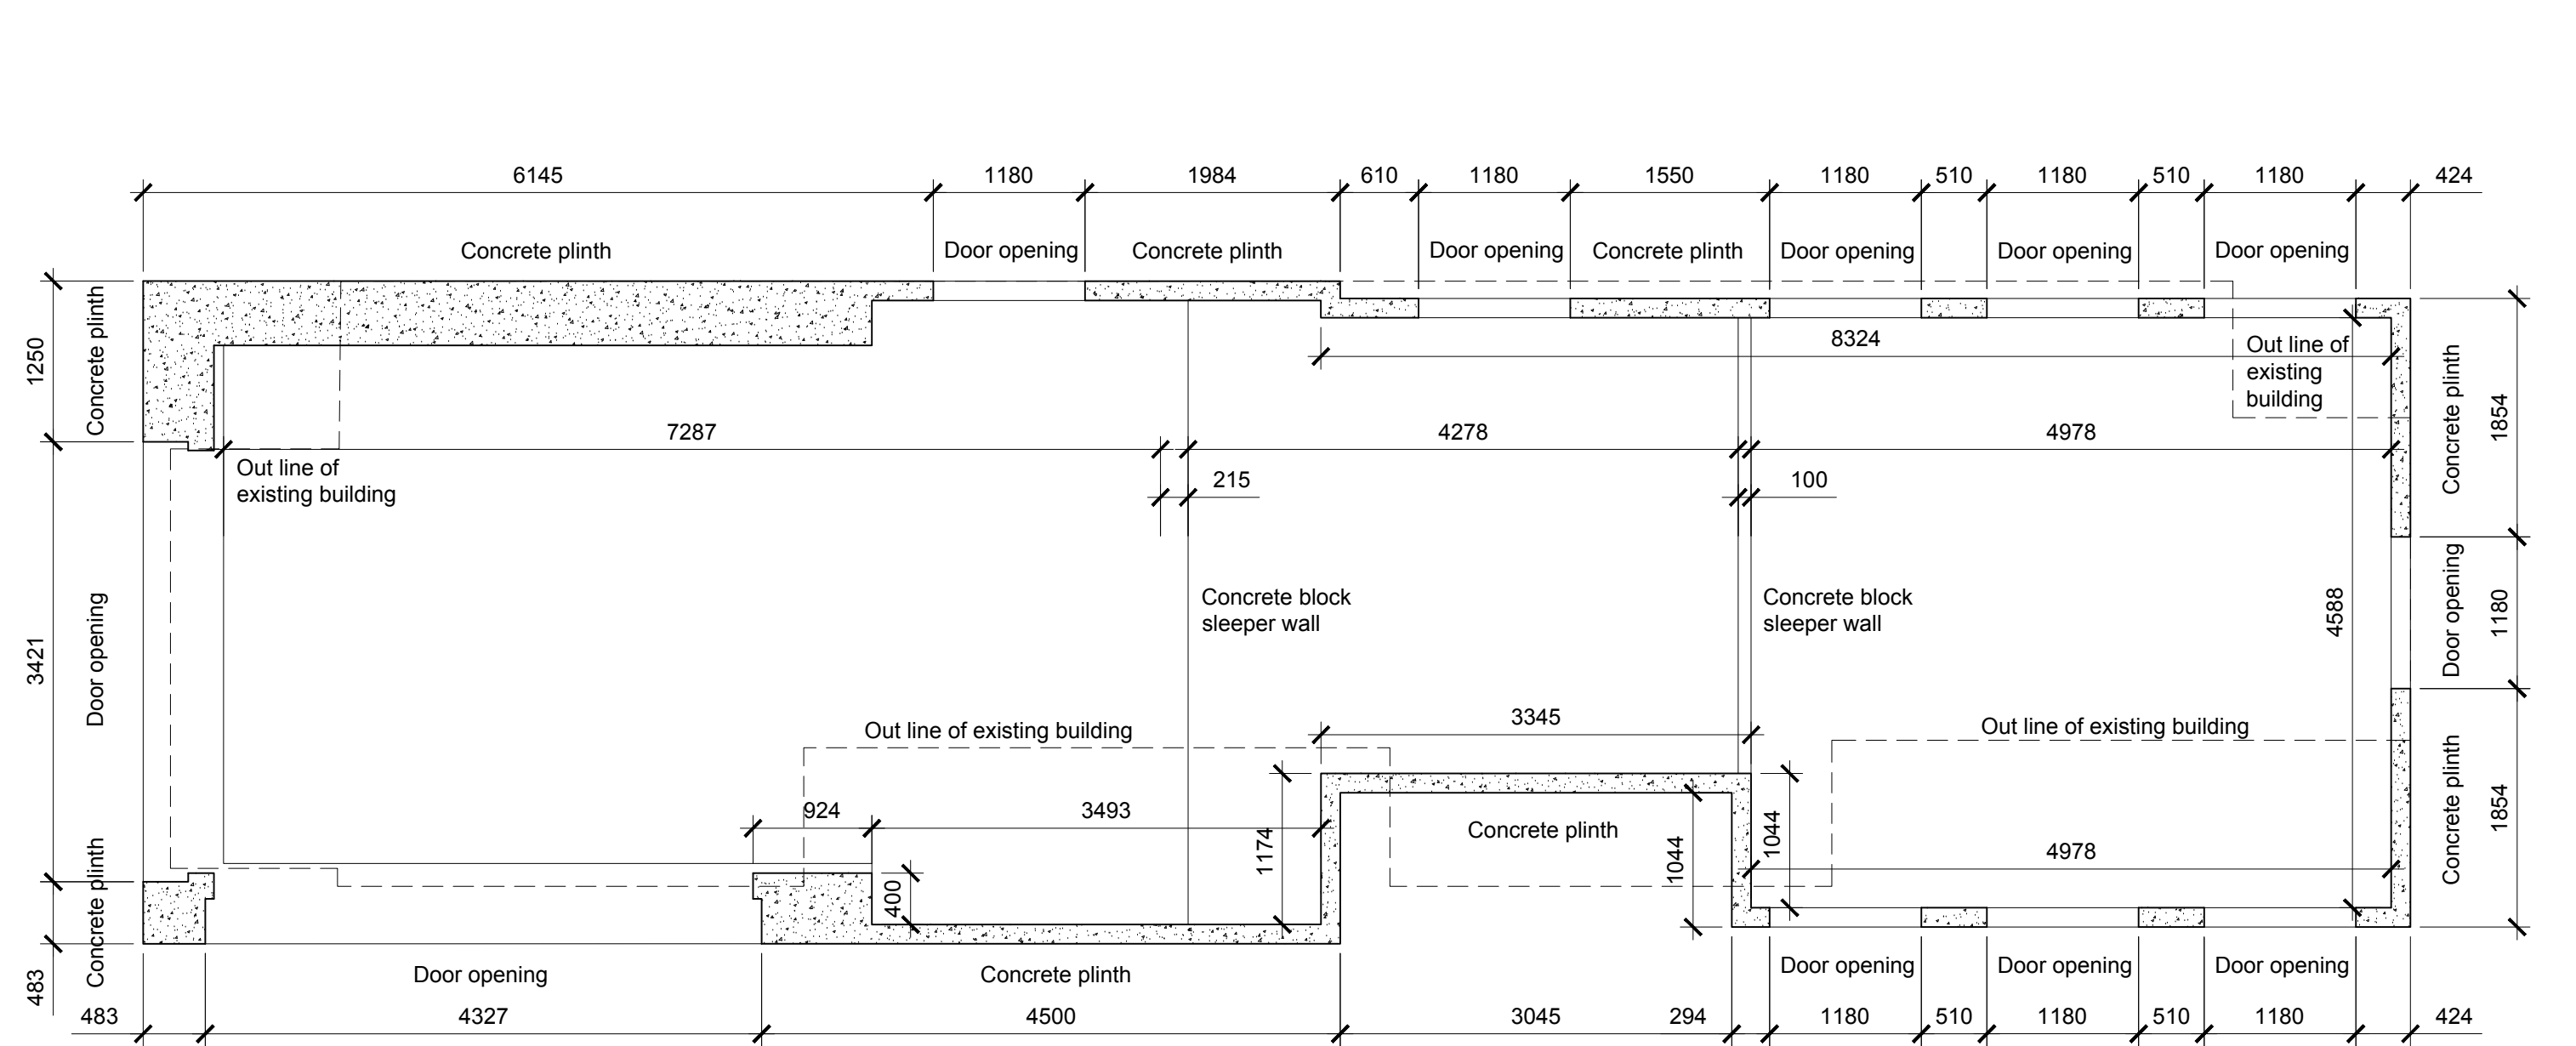 6145 1180 1984 610 1180 1550 1180 510 1180 510 1180 424
Concrete plinth Door opening Concrete plinth Door opening Concrete plinth Door opening Door opening Door opening
Concrete plinth
1250
8324
Out line of
existing
building
Concrete plinth
1854
7287 4278 4978
Out line of
existing building
215 100
Door opening
3421
Concrete block
sleeper wall
Concrete block
sleeper wall
4588
Door opening
1180
3345
Out line of existing building
Out line of existing building
924 3493
1174
Concrete plinth
1044
1044
4978
Concrete plinth
1854
400
Concrete plinth
483
Door opening Concrete plinth Door opening Door opening Door opening
483 4327 4500 3045 294 1180 510 1180 510 1180 424